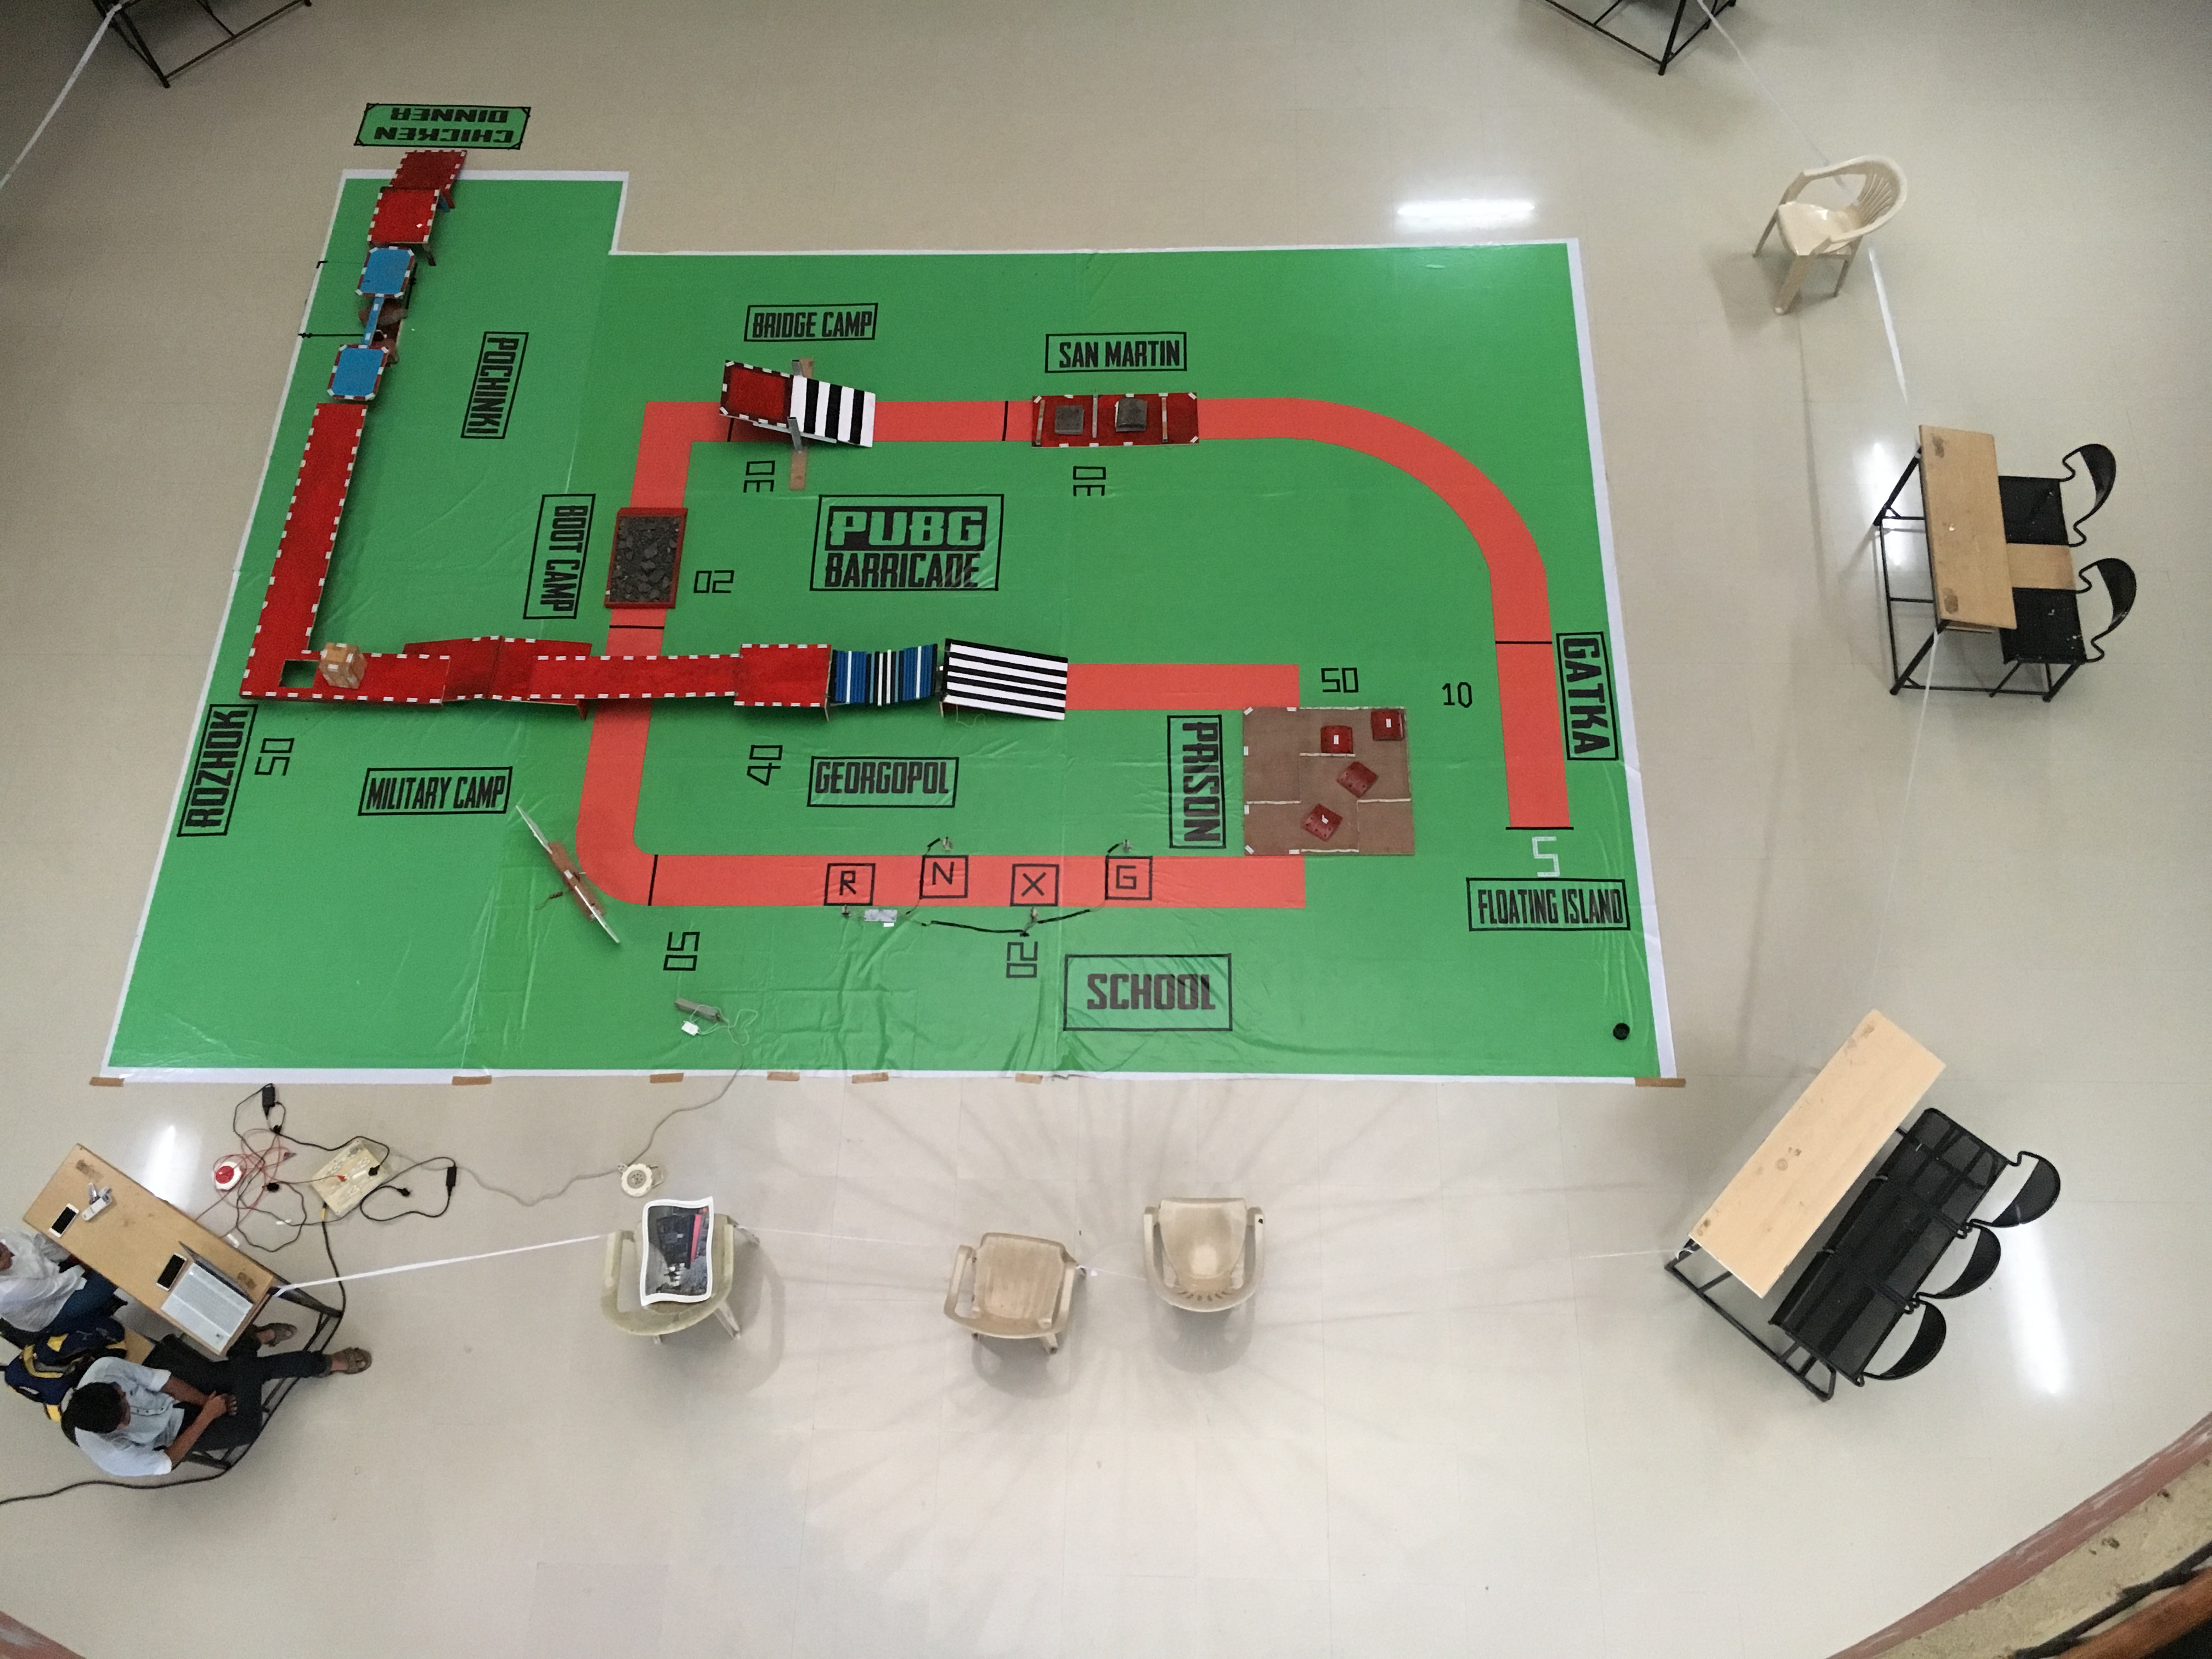 CHICKEN
DINNER
BRIDGE CAMP
SAN MARTIN
POCHINKI
30
30
PUBG
BARRICADE
BOOT CAMP
20
GATKA
50
10
ROZHOK
50
MILITARY CAMP
40
GEORGOPOL
PRISON
5
R
N
X
G
FLOATING ISLAND
50
20
SCHOOL